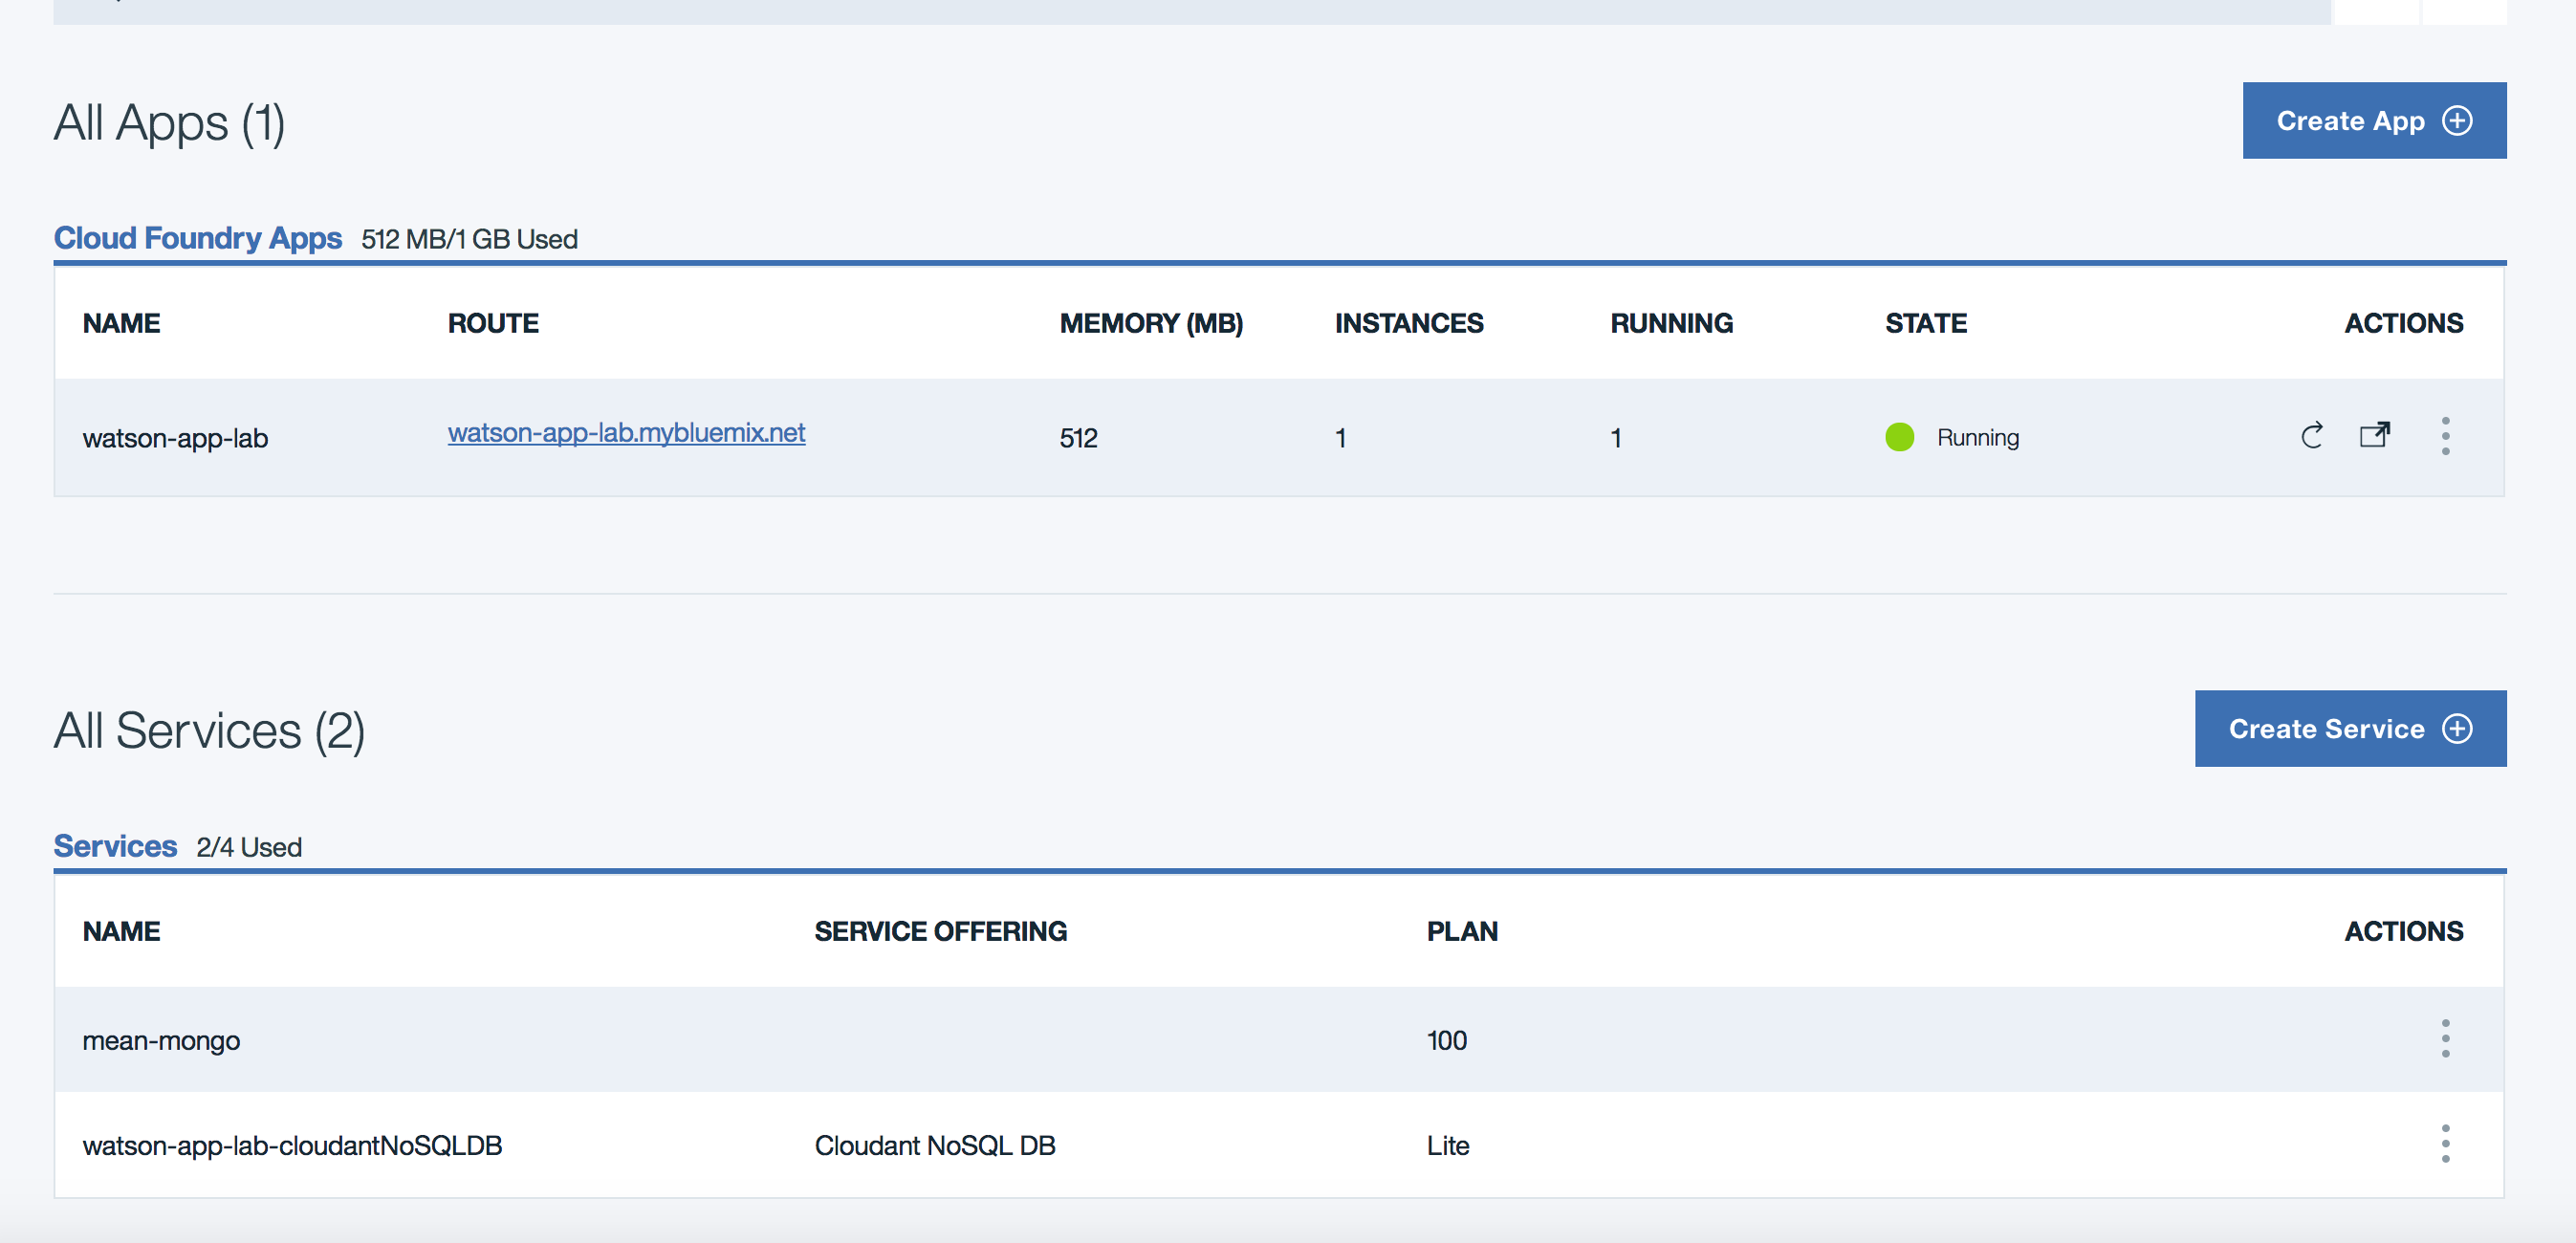 All Apps (1)
Create App
Cloud Foundry Apps 512 MB/1 GB Used
NAME ROUTE MEMORY (MB) INSTANCES RUNNING STATE ACTIONS
watson-app-lab watson-app-lab.mybluemix.net 512 1 1 Running
All Services (2)
Create Service
Services 2/4 Used
NAME SERVICE OFFERING PLAN ACTIONS
mean-mongo 100
watson-app-lab-cloudantNoSQLDB Cloudant NoSQL DB Lite